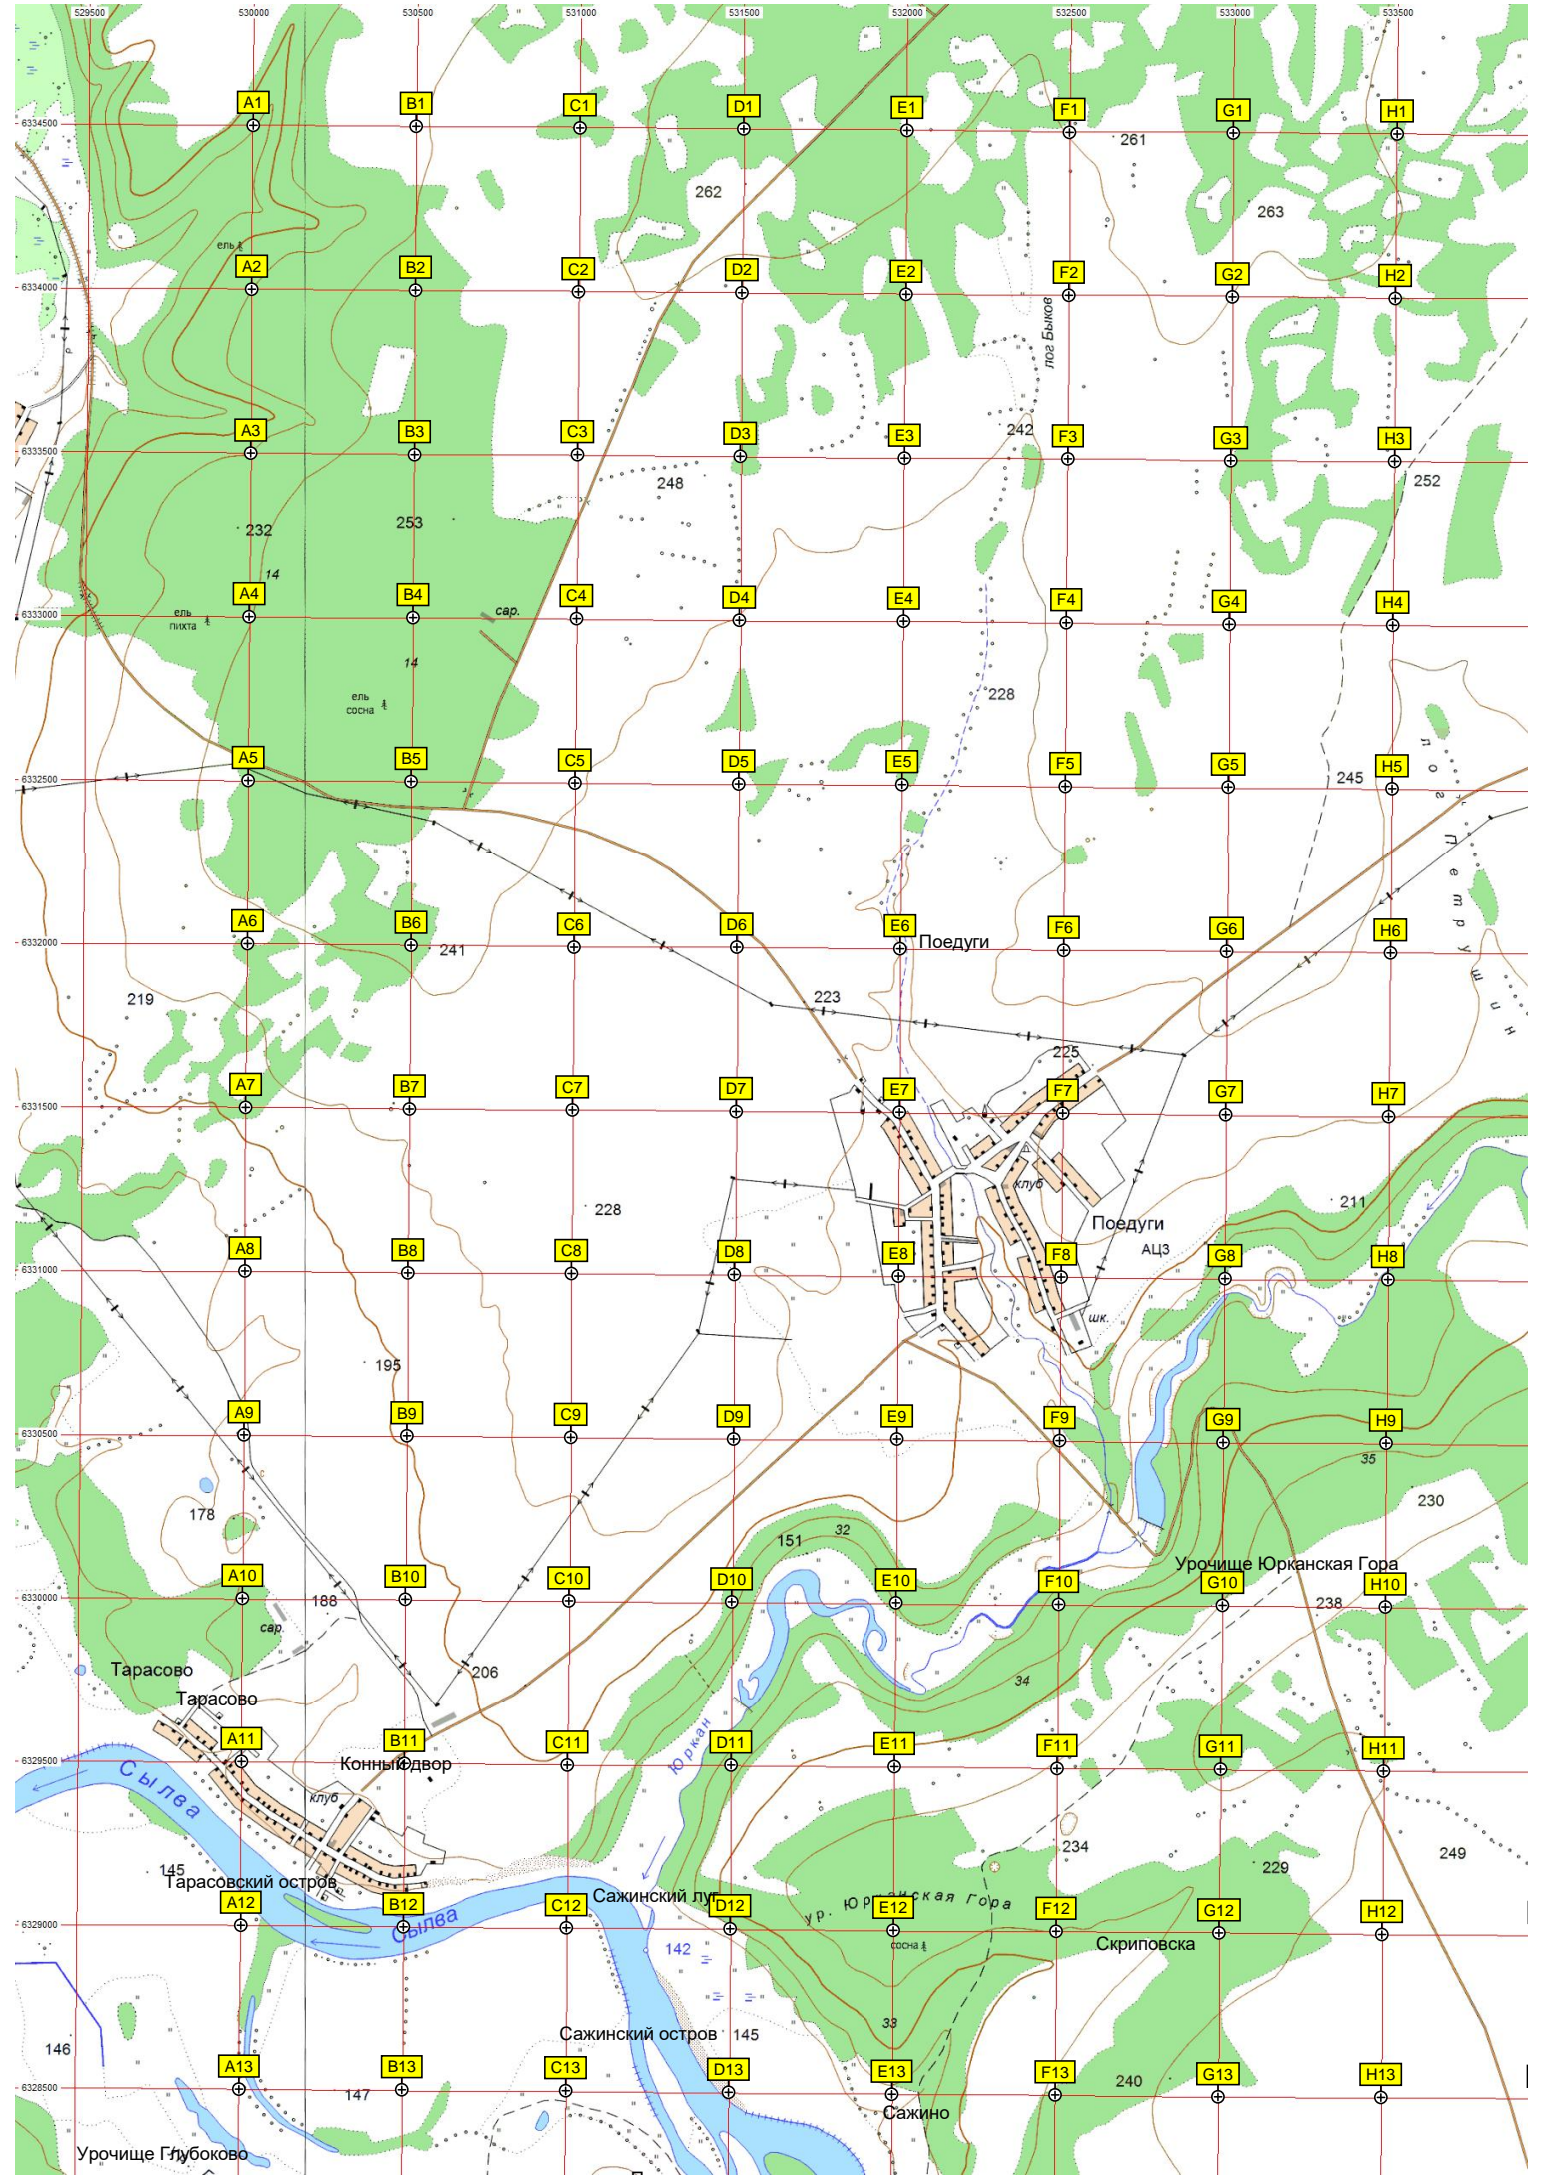 529500 530000 530500 531000 531500 532000 532500 533000 533500
A1 B1 C1 D1 E1 F1 G1 H1
6334500
261
262
263
ель
A2 B2 C2 D2 E2 F2 G2 H2
6334000
лог Быков
A3 B3 C3 D3 E3 242 F3 G3 H3
6333500
248 252
232 253
14
A4 B4 C4 D4 E4 F4 G4 H4
6333000
ель
пихта
сар.
14
ель
сосна
228
A5 B5 C5 D5 E5 F5 G5 H5
6332500
245
лог Петрушин
A6 B6 C6 D6 E6 F6 G6 H6
6332000
241 Поедуги
219 223
225
A7 B7 C7 D7 E7 F7 G7 H7
6331500
клуб
228 211
Поедуги
АЦЗ
A8 B8 C8 D8 E8 F8 G8 H8
6331000
шк.
195
A9 B9 C9 D9 E9 F9 G9 H9
6330500
35
178 230
151 32
Урочище Юрканская Гора
A10 B10 C10 D10 E10 F10 G10 H10
6330000
188 238
сар.
Тарасово 206
34
Тарасово
Юркан
A11 B11 C11 D11 E11 F11 G11 H11
6329500
Конный двор
Сылва
клуб
234
145 229 249
Тарасовский остров
Сажинский луг
ур. Юрканская Гора
A12 B12 C12 D12 E12 F12 G12 H12
6329000
Сылва
142 сосна Скриповска
33
Сажинский остров 145
146
A13 B13 C13 D13 E13 F13 G13 H13
6328500
147 240
Сажино
Урочище Глубоково